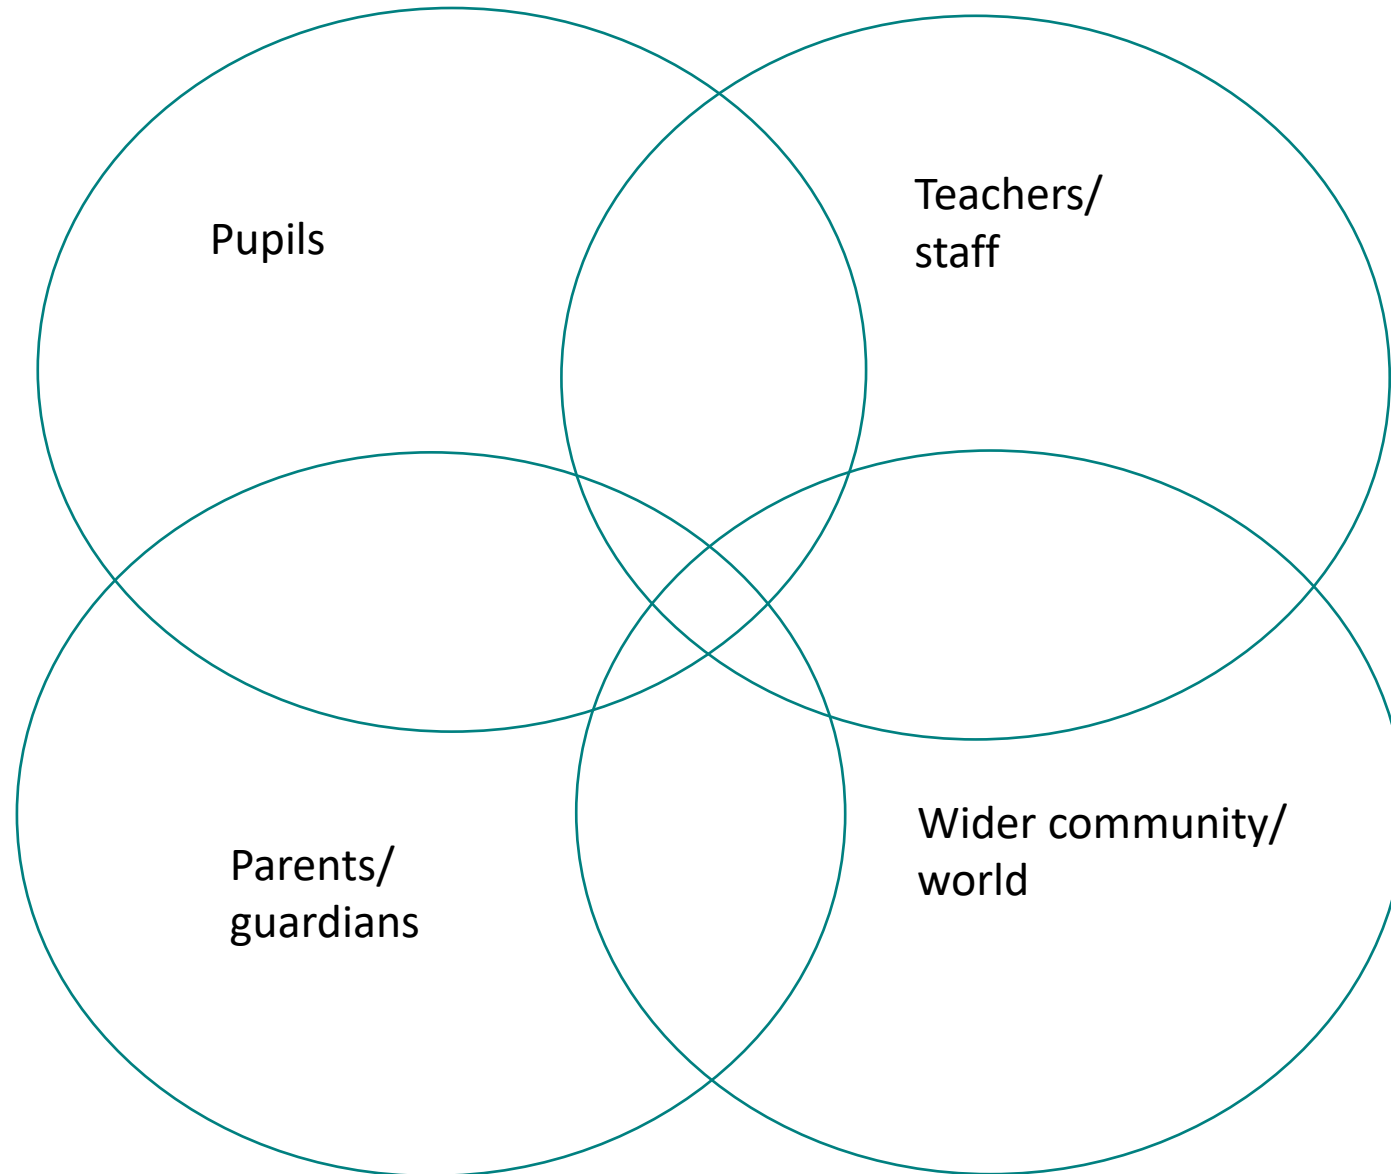 Pupils
Teachers/
staff
Parents/
guardians
Wider community/
world